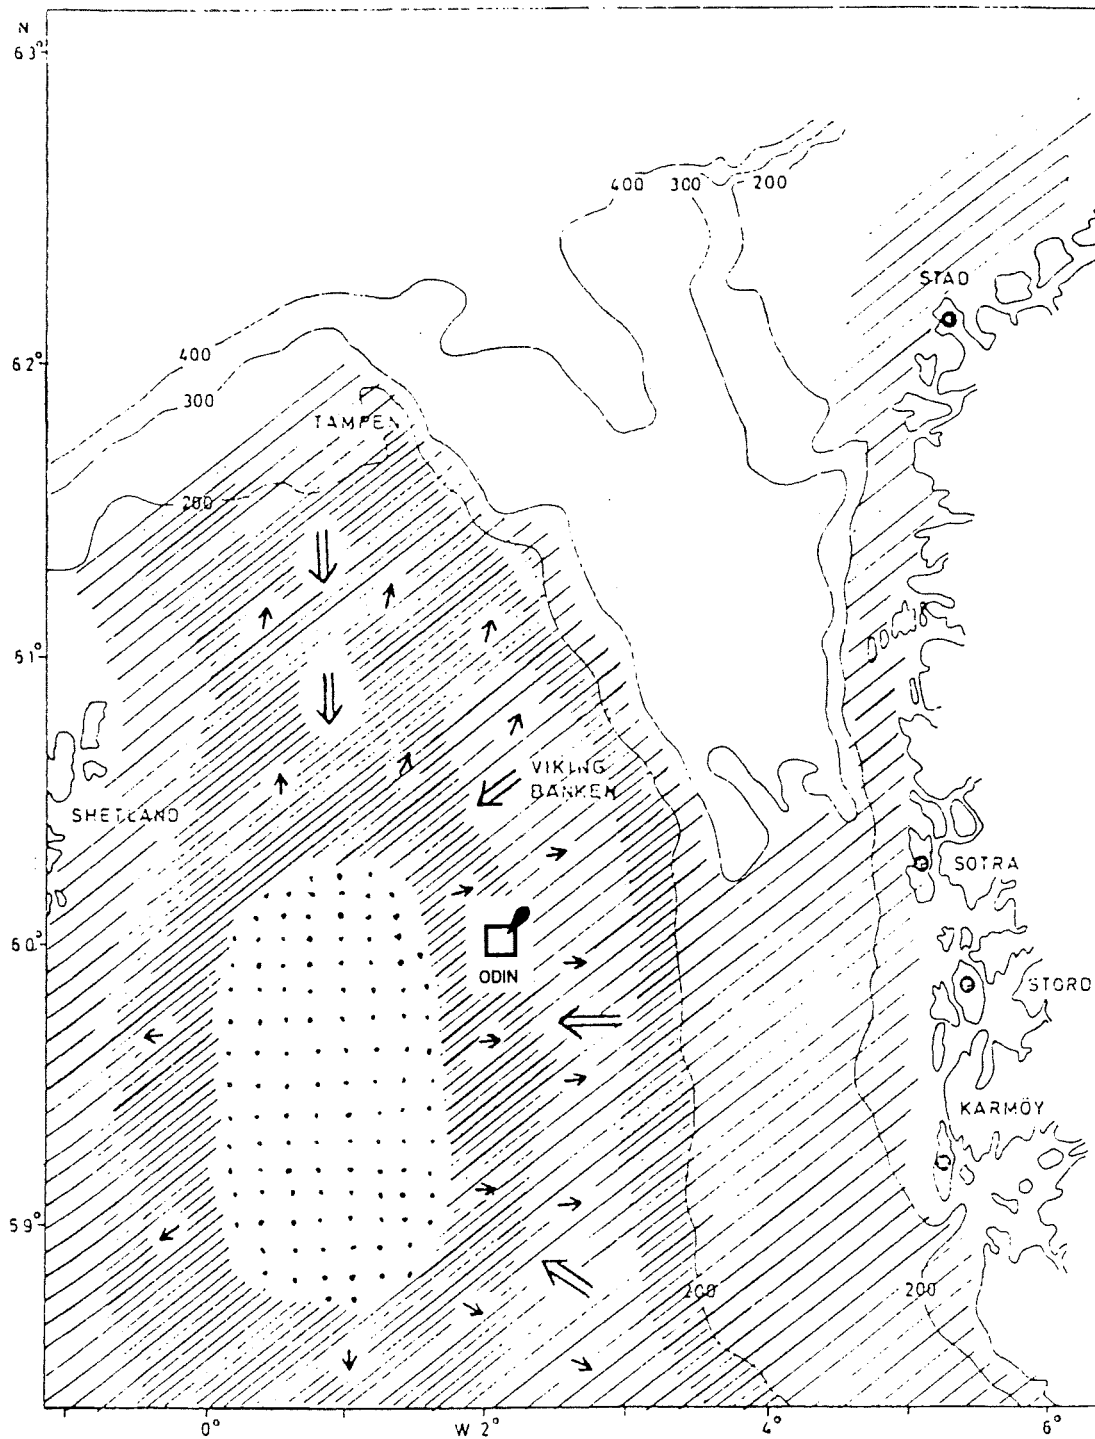 N
63°
400 300 200
STAD
62°
400
300
TAMPEN
200
61°
VIKING
BANKEN
SHETLAND
SOTRA
60°
ODIN
STORD
KARMÖY
59°
200
200
0°
W 2°
4°
6°